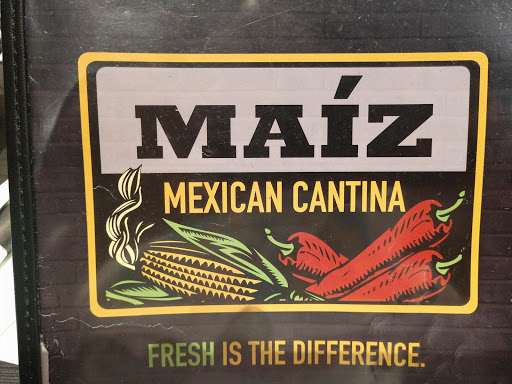 MAÍZ
MEXICAN CANTINA
FRESH IS THE DIFFERENCE.